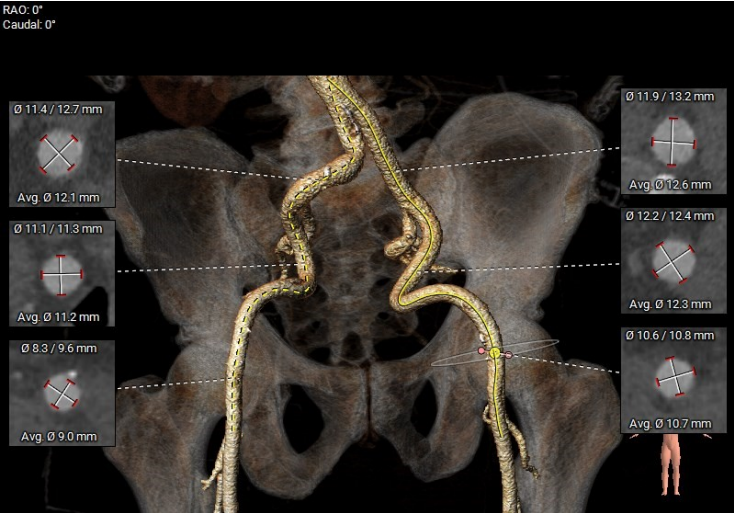 RAO: 0°
Caudal: 0°
Ø 11.4 / 12.7 mm
Avg. Ø 12.1 mm
Ø 11.1 / 11.3 mm
Avg. Ø 11.2 mm
Ø 8.3 / 9.6 mm
Avg. Ø 9.0 mm
Ø 11.9 / 13.2 mm
Avg. Ø 12.6 mm
Ø 12.2 / 12.4 mm
Avg. Ø 12.3 mm
Ø 10.6 / 10.8 mm
Avg. Ø 10.7 mm